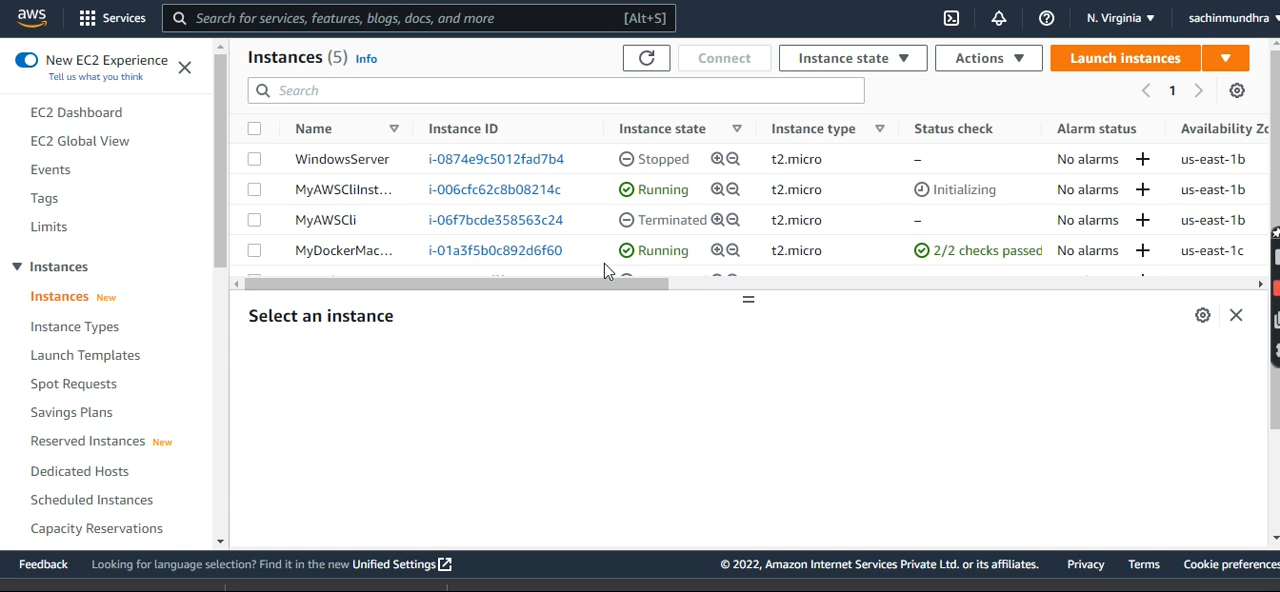 aws Services Search for services, features, blogs, docs, and more [Alt+S] N. Virginia sachinmundhra
New EC2 Experience
Tell us what you think
EC2 Dashboard
EC2 Global View
Events
Tags
Limits
Instances
Instances New
Instance Types
Launch Templates
Spot Requests
Savings Plans
Reserved Instances New
Dedicated Hosts
Scheduled Instances
Capacity Reservations
Instances (5) Info Connect Instance state Actions Launch instances
Search 1
Name Instance ID Instance state Instance type Status check Alarm status Availability Zo
WindowsServer i-0874e9c5012fad7b4 Stopped t2.micro – No alarms + us-east-1b
MyAWSCliInst... i-006cfc62c8b08214c Running t2.micro Initializing No alarms + us-east-1b
MyAWSCli i-06f7bcde358563c24 Terminated t2.micro – No alarms + us-east-1b
MyDockerMac... i-01a3f5b0c892d6f60 Running t2.micro 2/2 checks passed No alarms + us-east-1c
Select an instance
Feedback Looking for language selection? Find it in the new Unified Settings © 2022, Amazon Internet Services Private Ltd. or its affiliates. Privacy Terms Cookie preferences